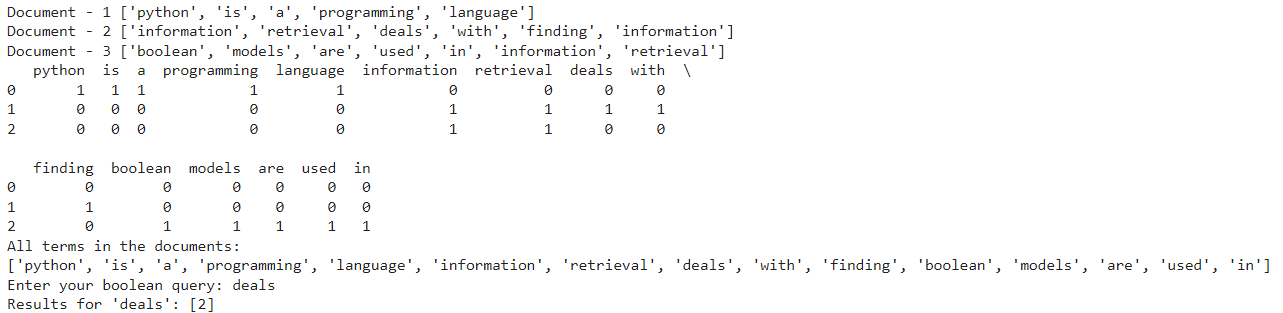 Document - 1 ['python', 'is', 'a', 'programming', 'language']
Document - 2 ['information', 'retrieval', 'deals', 'with', 'finding', 'information']
Document - 3 ['boolean', 'models', 'are', 'used', 'in', 'information', 'retrieval']
   python  is  a  programming  language  information  retrieval  deals  with  \
0       1   1  1            1         1            0          0      0     0
1       0   0  0            0         0            1          1      1     1
2       0   0  0            0         0            1          1      0     0

   finding  boolean  models  are  used  in
0        0        0       0    0     0   0
1        1        0       0    0     0   0
2        0        1       1    1     1   1
All terms in the documents:
['python', 'is', 'a', 'programming', 'language', 'information', 'retrieval', 'deals', 'with', 'finding', 'boolean', 'models', 'are', 'used', 'in']
Enter your boolean query: deals
Results for 'deals': [2]